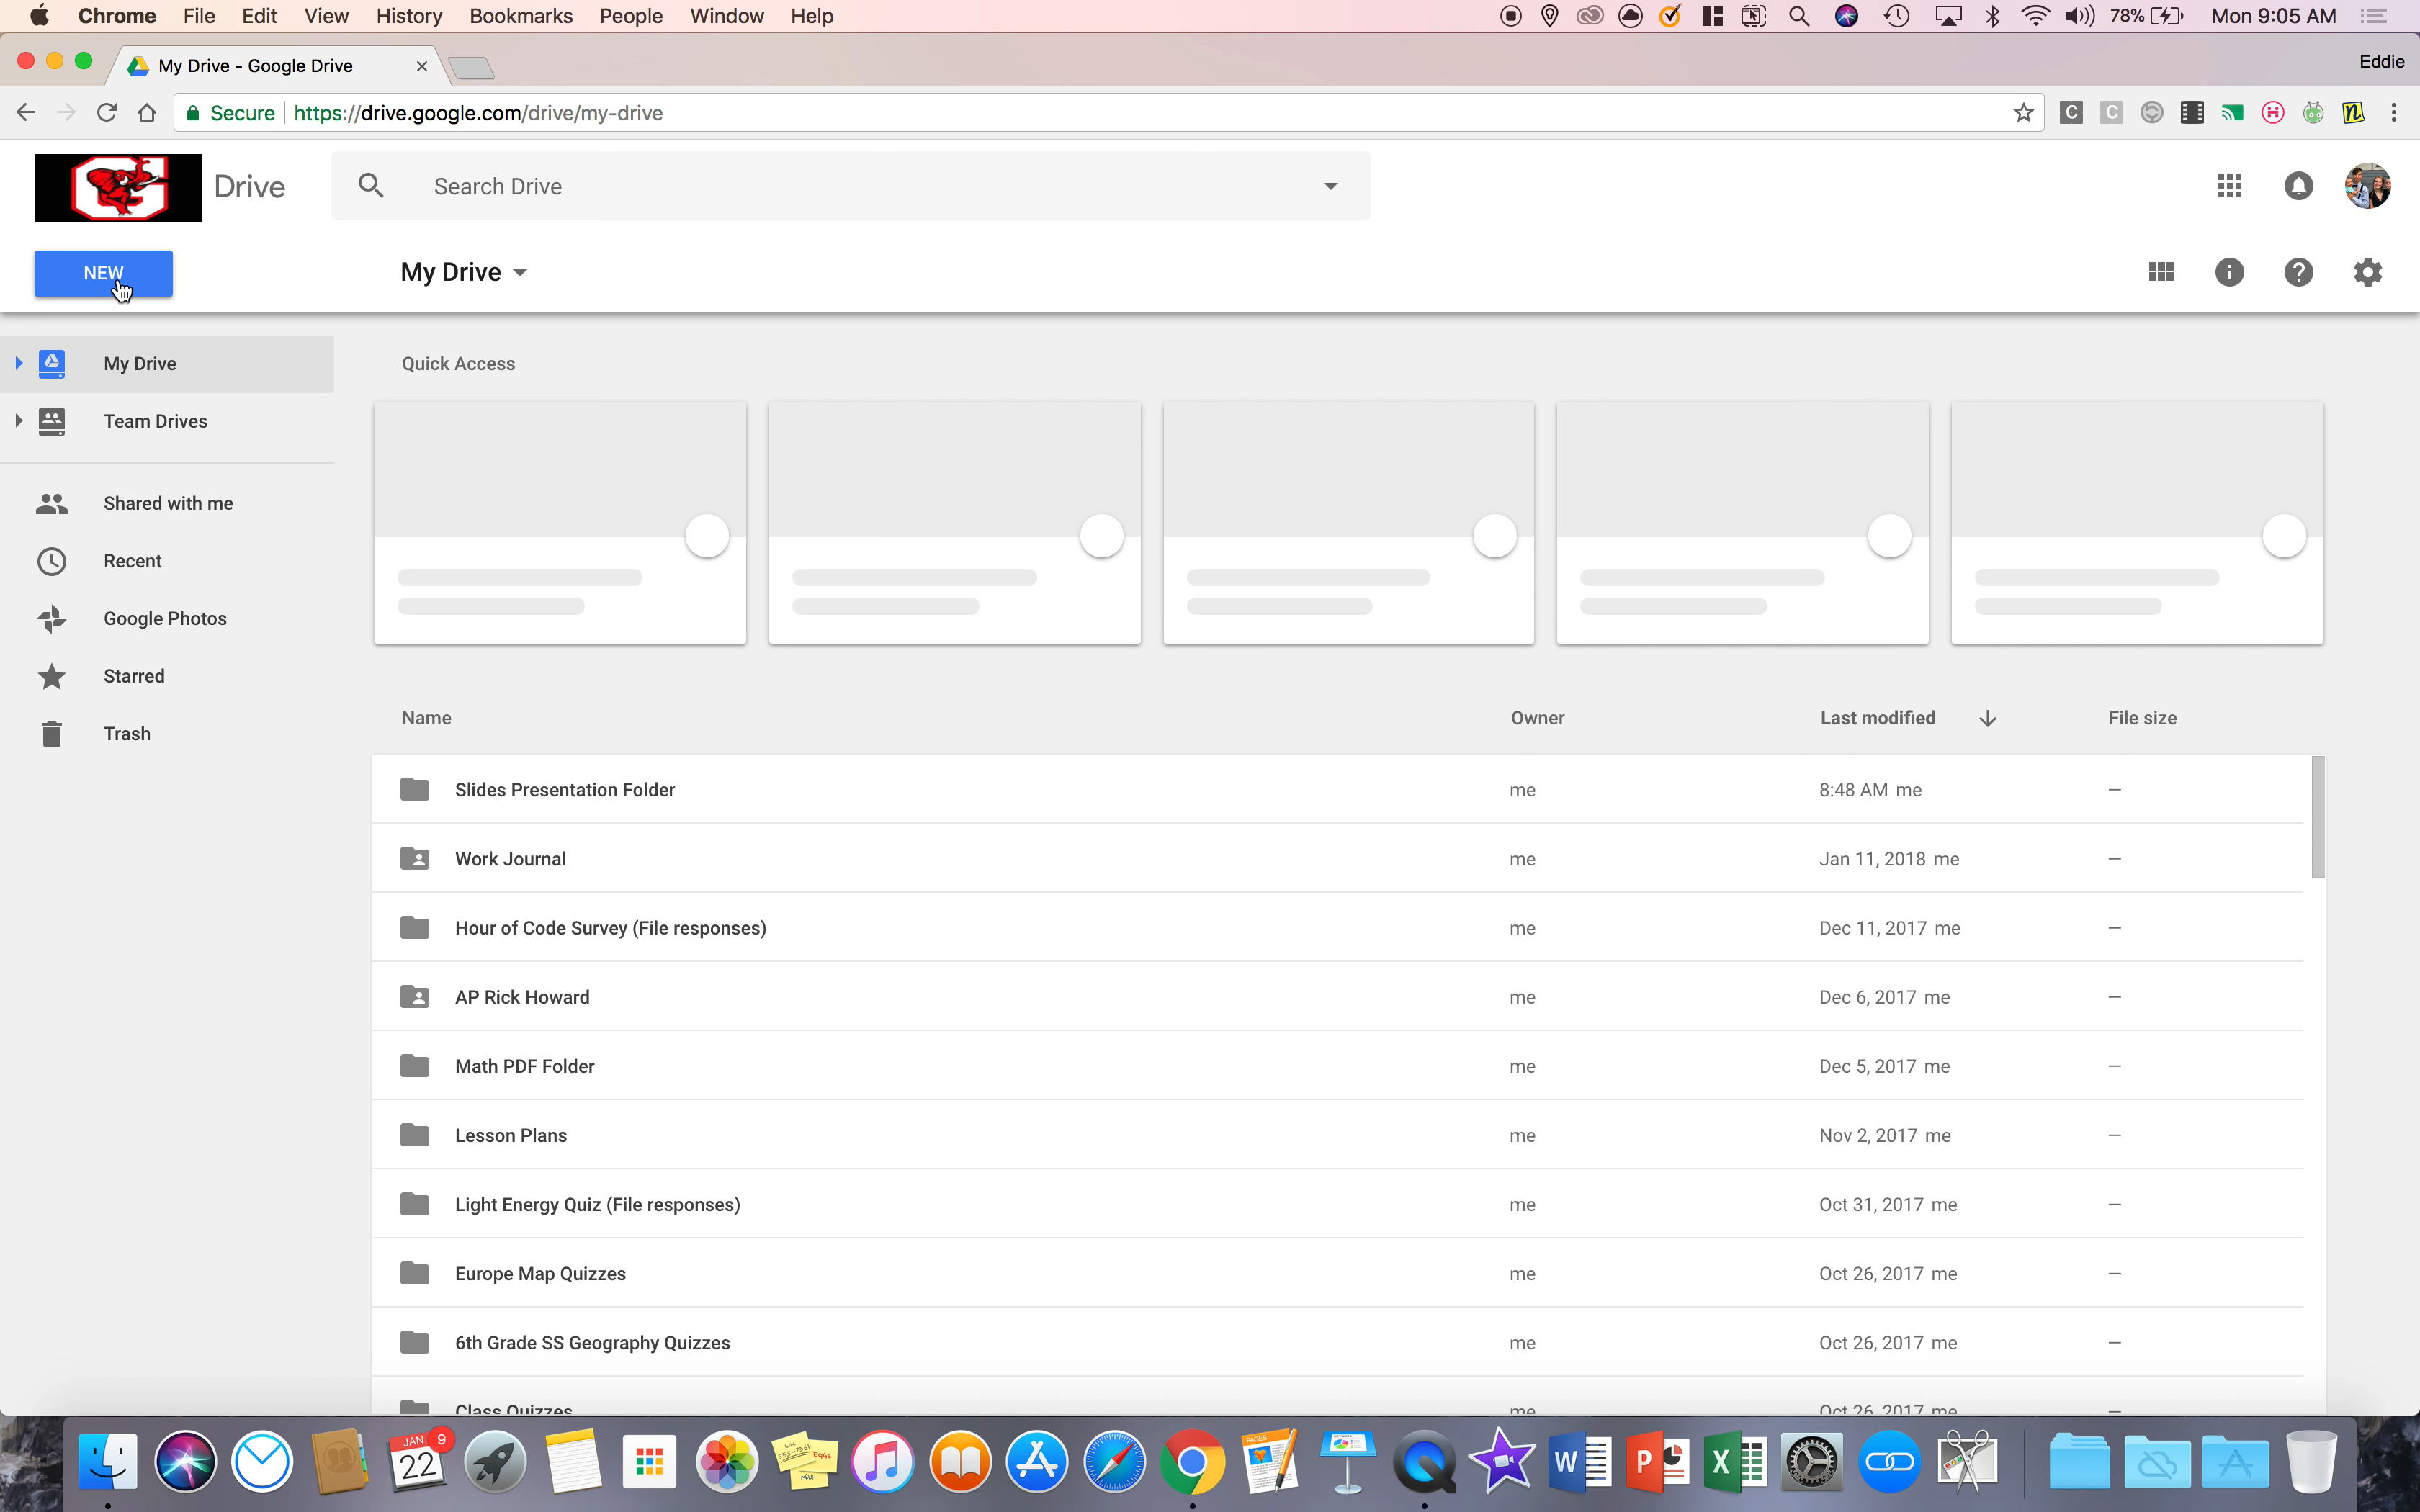 Chrome File Edit View History Bookmarks People Window Help 78% Mon 9:05 AM
My Drive - Google Drive Eddie
Secure https://drive.google.com/drive/my-drive
Drive Search Drive
NEW My Drive
My Drive Quick Access
Team Drives
Shared with me
Recent
Google Photos
Starred
Trash
Name Owner Last modified File size
Slides Presentation Folder me 8:48 AM me –
Work Journal me Jan 11, 2018 me –
Hour of Code Survey (File responses) me Dec 11, 2017 me –
AP Rick Howard me Dec 6, 2017 me –
Math PDF Folder me Dec 5, 2017 me –
Lesson Plans me Nov 2, 2017 me –
Light Energy Quiz (File responses) me Oct 31, 2017 me –
Europe Map Quizzes me Oct 26, 2017 me –
6th Grade SS Geography Quizzes me Oct 26, 2017 me –
Class Quizzes me Oct 26, 2017 me –
JAN 22 9